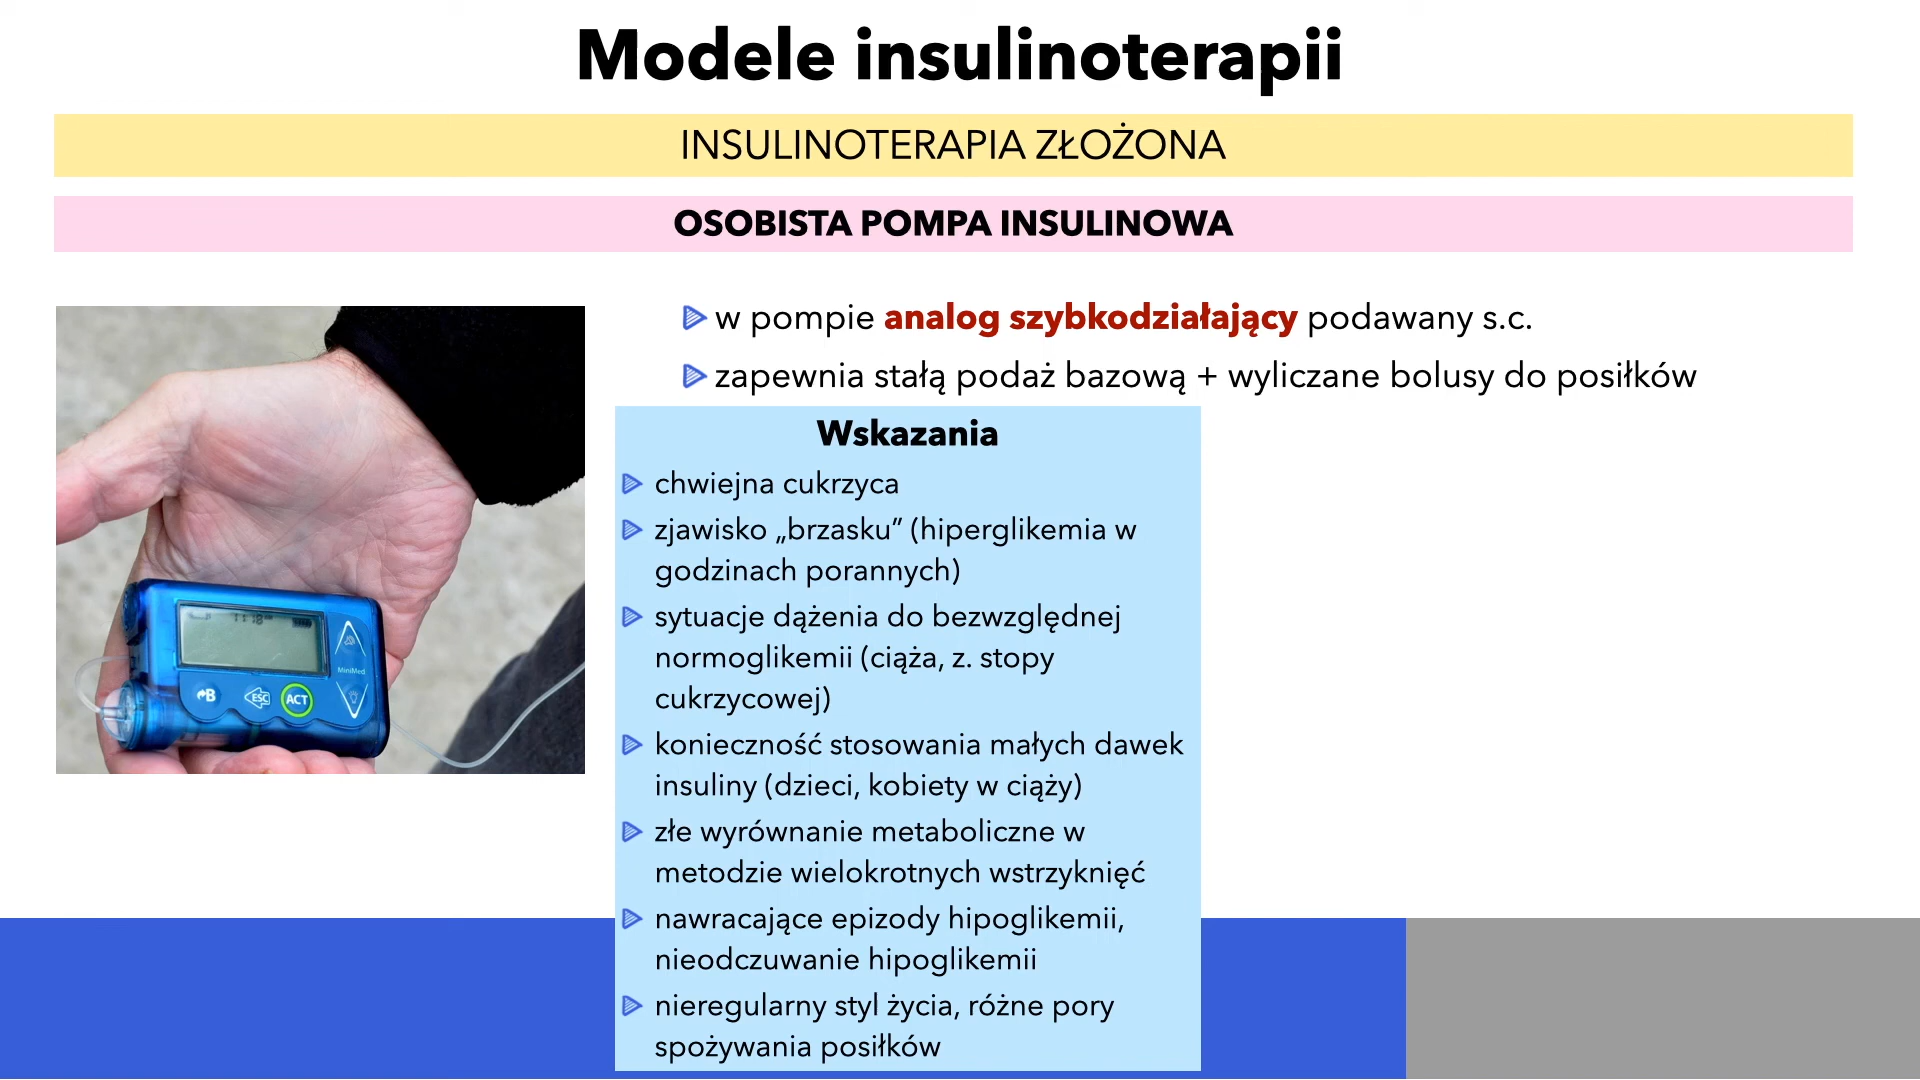 Modele insulinoterapii
INSULINOTERAPIA ZŁOŻONA
OSOBISTA POMPA INSULINOWA
w pompie analog szybkodziałający podawany s.c.
zapewnia stałą podaż bazową + wyliczane bolusy do posiłków
Wskazania
chwiejna cukrzyca
zjawisko „brzasku” (hiperglikemia w
godzinach porannych)
sytuacje dążenia do bezwzględnej
normoglikemii (ciąża, z. stopy
cukrzycowej)
konieczność stosowania małych dawek
insuliny (dzieci, kobiety w ciąży)
złe wyrównanie metaboliczne w
metodzie wielokrotnych wstrzyknięć
nawracające epizody hipoglikemii,
nieodczuwanie hipoglikemii
nieregularny styl życia, różne pory
spożywania posiłków
MiniMed
B
ESC
ACT